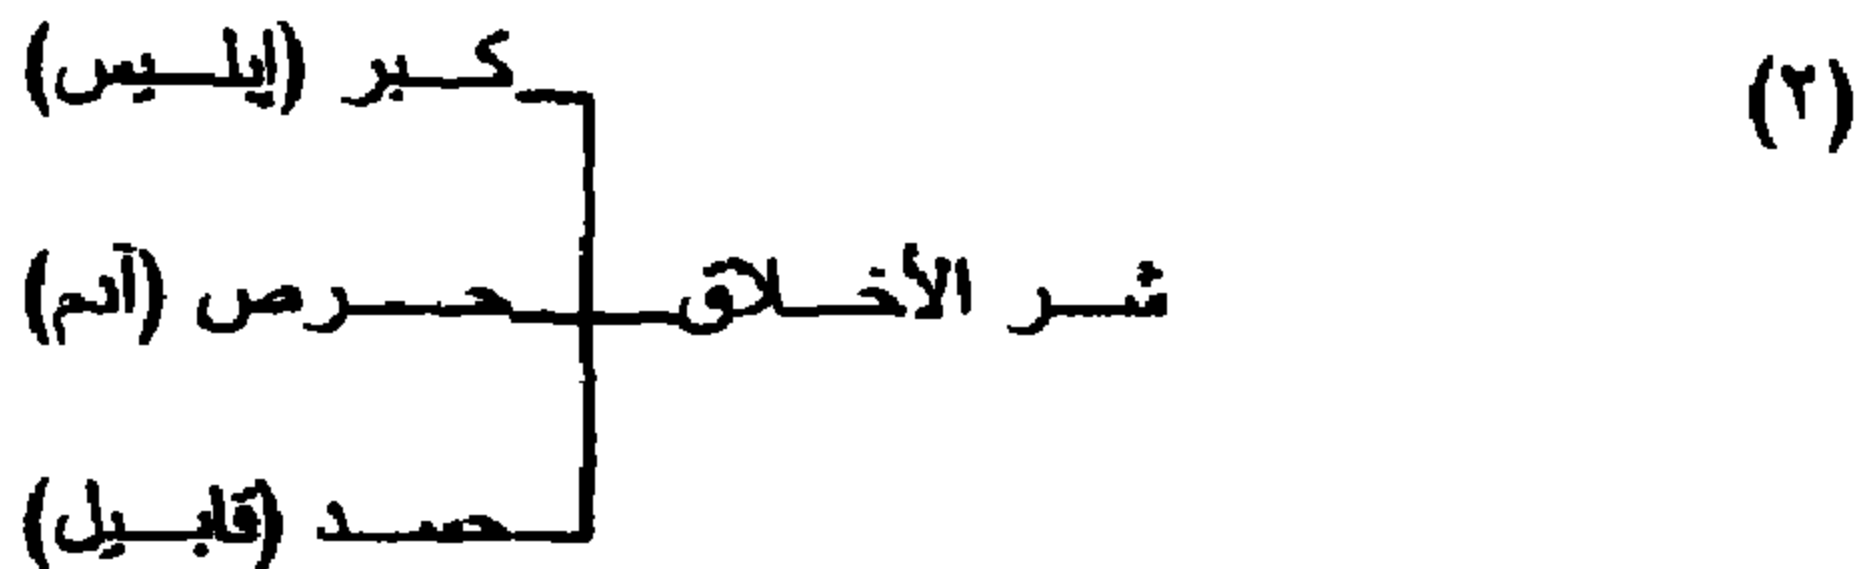 (٢)
كبر (إبليس)
شر الأخلاق حرص (آدم)
حسد (قابيل)